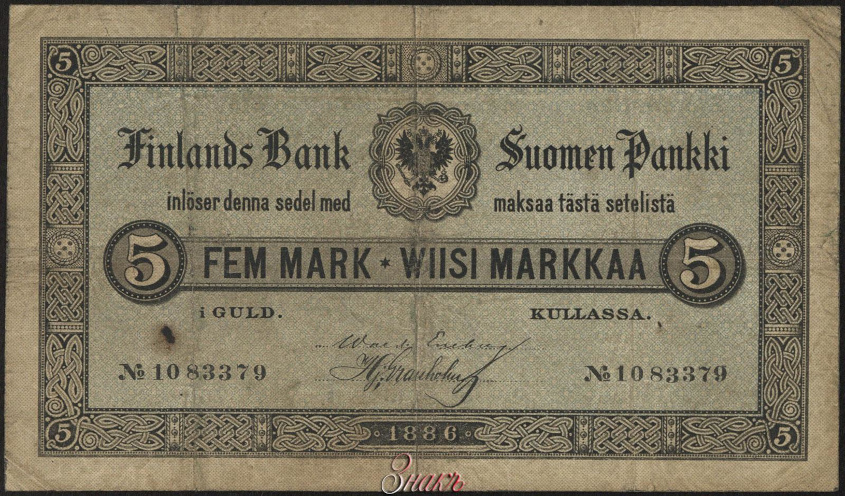 5 5
Finlands Bank Suomen Pankki
inlöser denna sedel med maksaa tästä setelistä
5 FEM MARK * WIISI MARKKAA 5
i GULD. KULLASSA.
№ 1083379 № 1083379
5 1886 5
Знакъ